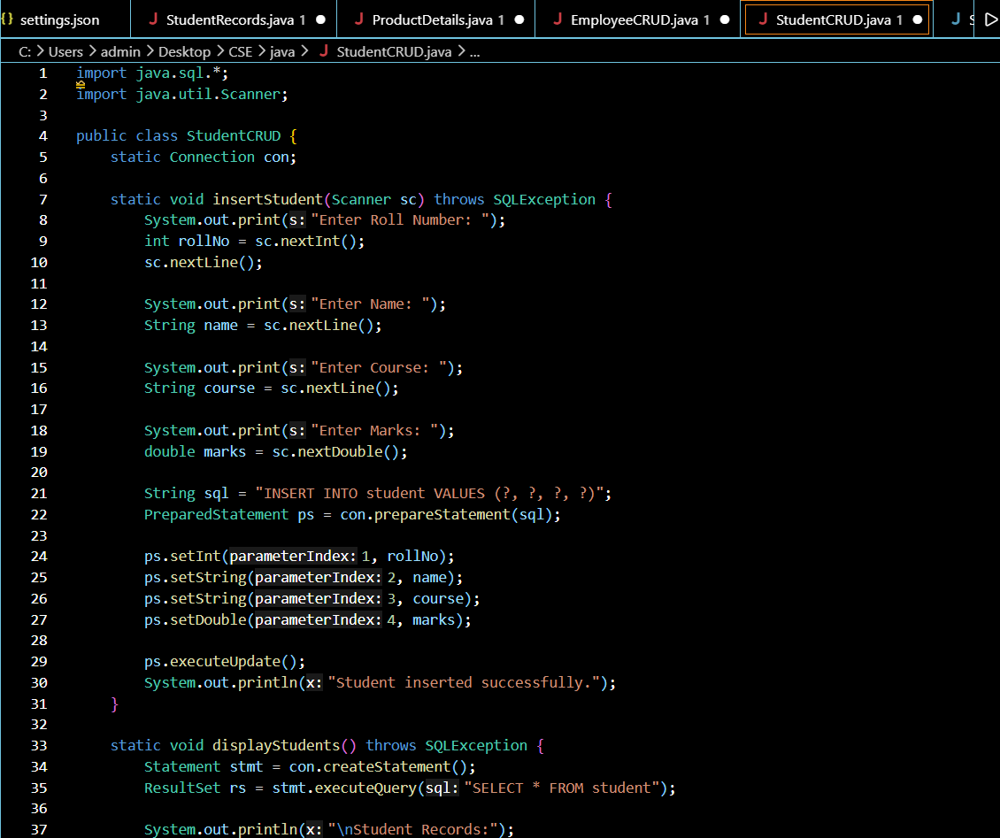 {} settings.json J StudentRecords.java 1 ● J ProductDetails.java 1 ● J EmployeeCRUD.java 1 ● J StudentCRUD.java 1 ● J
C: > Users > admin > Desktop > CSE > java > J StudentCRUD.java > ...
1 import java.sql.*;
2 import java.util.Scanner;
3
4 public class StudentCRUD {
5     static Connection con;
6
7     static void insertStudent(Scanner sc) throws SQLException {
8         System.out.print(s: "Enter Roll Number: ");
9         int rollNo = sc.nextInt();
10         sc.nextLine();
11
12         System.out.print(s: "Enter Name: ");
13         String name = sc.nextLine();
14
15         System.out.print(s: "Enter Course: ");
16         String course = sc.nextLine();
17
18         System.out.print(s: "Enter Marks: ");
19         double marks = sc.nextDouble();
20
21         String sql = "INSERT INTO student VALUES (?, ?, ?, ?)";
22         PreparedStatement ps = con.prepareStatement(sql);
23
24         ps.setInt(parameterIndex: 1, rollNo);
25         ps.setString(parameterIndex: 2, name);
26         ps.setString(parameterIndex: 3, course);
27         ps.setDouble(parameterIndex: 4, marks);
28
29         ps.executeUpdate();
30         System.out.println(x: "Student inserted successfully.");
31     }
32
33     static void displayStudents() throws SQLException {
34         Statement stmt = con.createStatement();
35         ResultSet rs = stmt.executeQuery(sql: "SELECT * FROM student");
36
37         System.out.println(x: "\nStudent Records:");